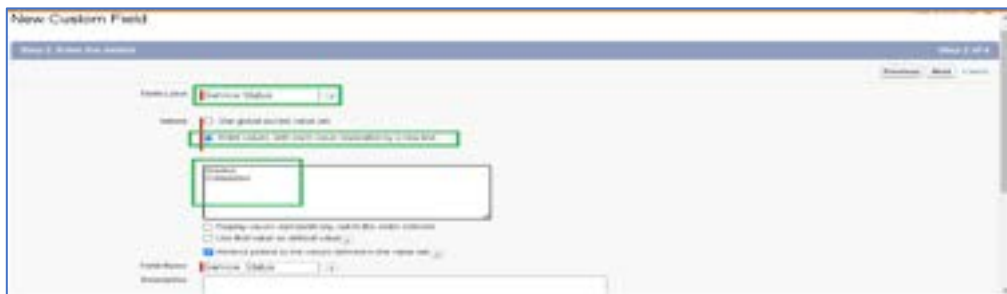 New Custom Field
Step 2. Enter the details
Step 2 of 4
Previous Next Cancel
Field Label Service Status
Values Use global picklist value set
Enter values, with each value separated by a new line
Completed
Display values alphabetically, not in the order entered
Use first value as default value
Restrict picklist to the values defined in the value set
Field Name Service_Status
Description